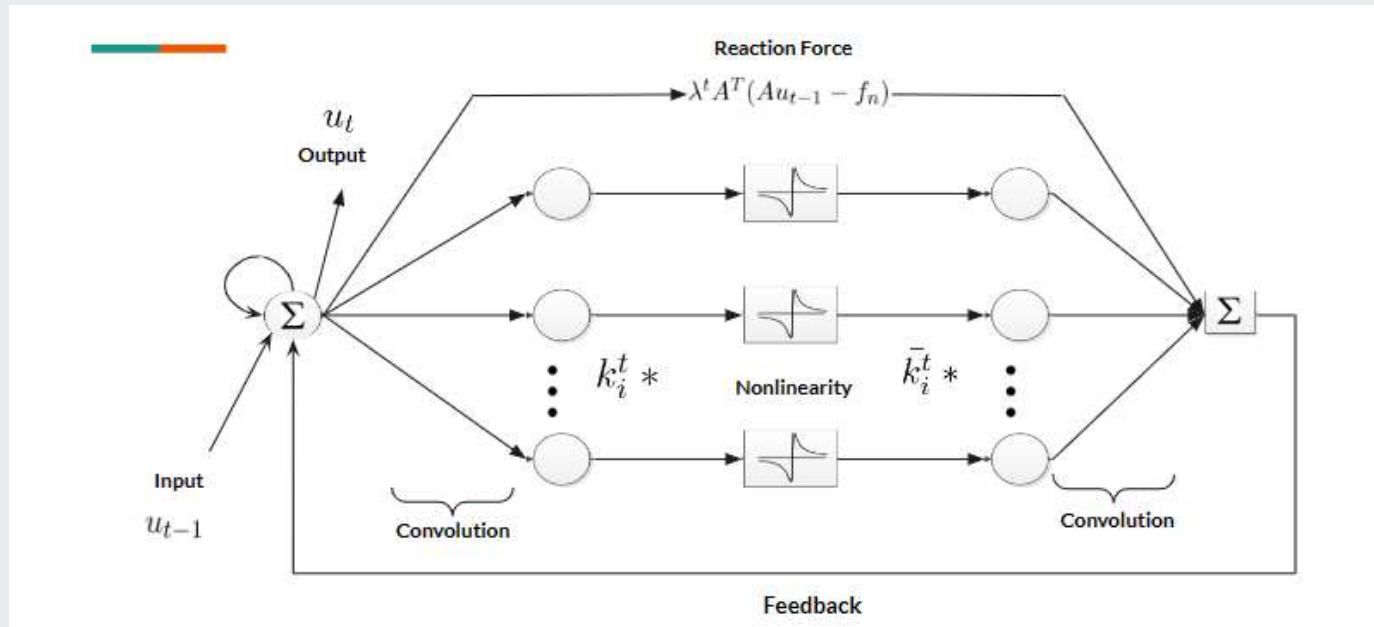 Reaction Force
λ^t A^T (Au_{t−1} − f_n)
u_t
Output
Σ
Σ
k_i^t *
Nonlinearity
k̄_i^t *
Input
u_{t−1}
Convolution
Convolution
Feedback